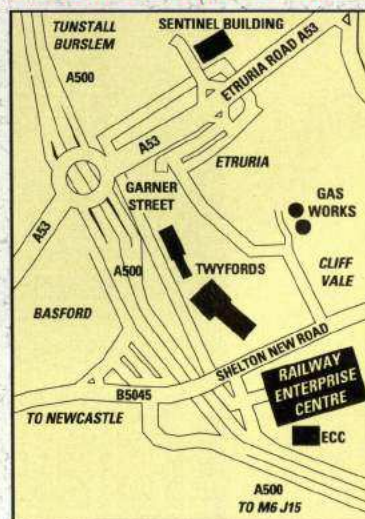 TUNSTALL
BURSLEM
SENTINEL BUILDING
A500
ETRURIA ROAD A53
A53
ETRURIA
GARNER
STREET
GAS
WORKS
A53
A500
TWYFORDS
CLIFF
VALE
BASFORD
SHELTON NEW ROAD
RAILWAY
ENTERPRISE
CENTRE
B5045
TO NEWCASTLE
ECC
A500
TO M6 J15